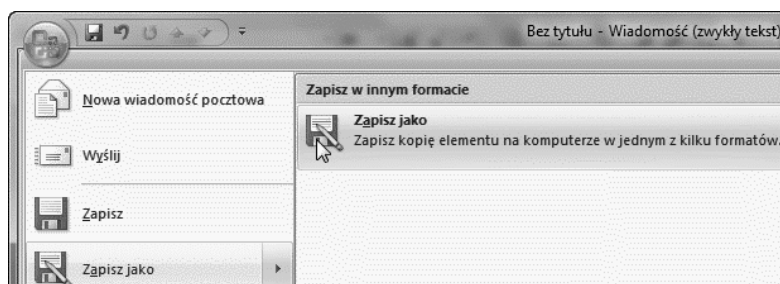 Bez tytułu - Wiadomość (zwykły tekst)
Nowa wiadomość pocztowa
Wyślij
Zapisz
Zapisz jako
Zapisz w innym formacie
Zapisz jako
Zapisz kopię elementu na komputerze w jednym z kilku formatów.